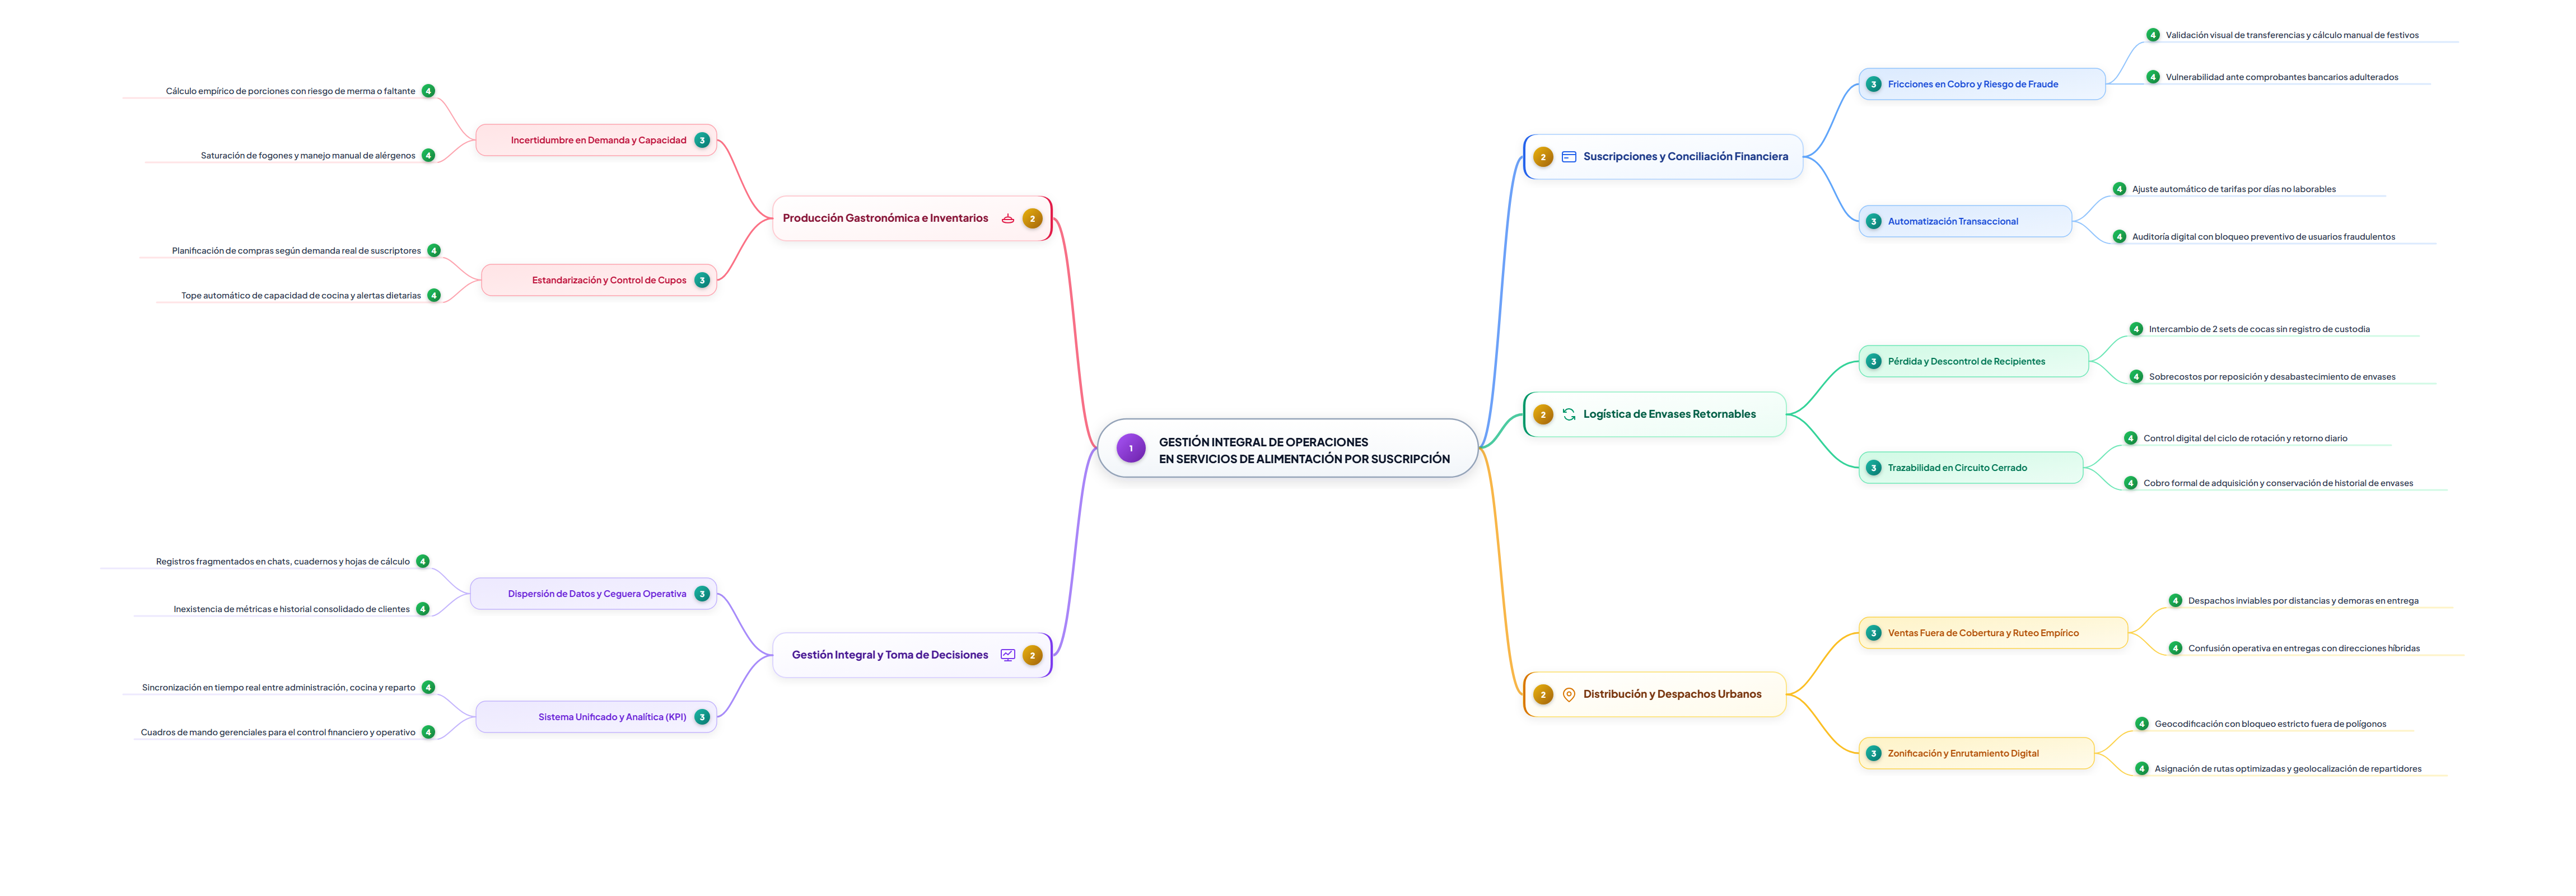 1
GESTIÓN INTEGRAL DE OPERACIONES
EN SERVICIOS DE ALIMENTACIÓN POR SUSCRIPCIÓN
Producción Gastronómica e Inventarios 2
Incertidumbre en Demanda y Capacidad 3
Cálculo empírico de porciones con riesgo de merma o faltante 4
Saturación de fogones y manejo manual de alérgenos 4
Estandarización y Control de Cupos 3
Planificación de compras según demanda real de suscriptores 4
Tope automático de capacidad de cocina y alertas dietarias 4
Gestión Integral y Toma de Decisiones 2
Dispersión de Datos y Ceguera Operativa 3
Registros fragmentados en chats, cuadernos y hojas de cálculo 4
Inexistencia de métricas e historial consolidado de clientes 4
Sistema Unificado y Analítica (KPI) 3
Sincronización en tiempo real entre administración, cocina y reparto 4
Cuadros de mando gerenciales para el control financiero y operativo 4
2 Suscripciones y Conciliación Financiera
3 Fricciones en Cobro y Riesgo de Fraude
4 Validación visual de transferencias y cálculo manual de festivos
4 Vulnerabilidad ante comprobantes bancarios adulterados
3 Automatización Transaccional
4 Ajuste automático de tarifas por días no laborables
4 Auditoría digital con bloqueo preventivo de usuarios fraudulentos
2 Logística de Envases Retornables
3 Pérdida y Descontrol de Recipientes
4 Intercambio de 2 sets de cocas sin registro de custodia
4 Sobrecostos por reposición y desabastecimiento de envases
3 Trazabilidad en Circuito Cerrado
4 Control digital del ciclo de rotación y retorno diario
4 Cobro formal de adquisición y conservación de historial de envases
2 Distribución y Despachos Urbanos
3 Ventas Fuera de Cobertura y Ruteo Empírico
4 Despachos inviables por distancias y demoras en entrega
4 Confusión operativa en entregas con direcciones híbridas
3 Zonificación y Enrutamiento Digital
4 Geocodificación con bloqueo estricto fuera de polígonos
4 Asignación de rutas optimizadas y geolocalización de repartidores